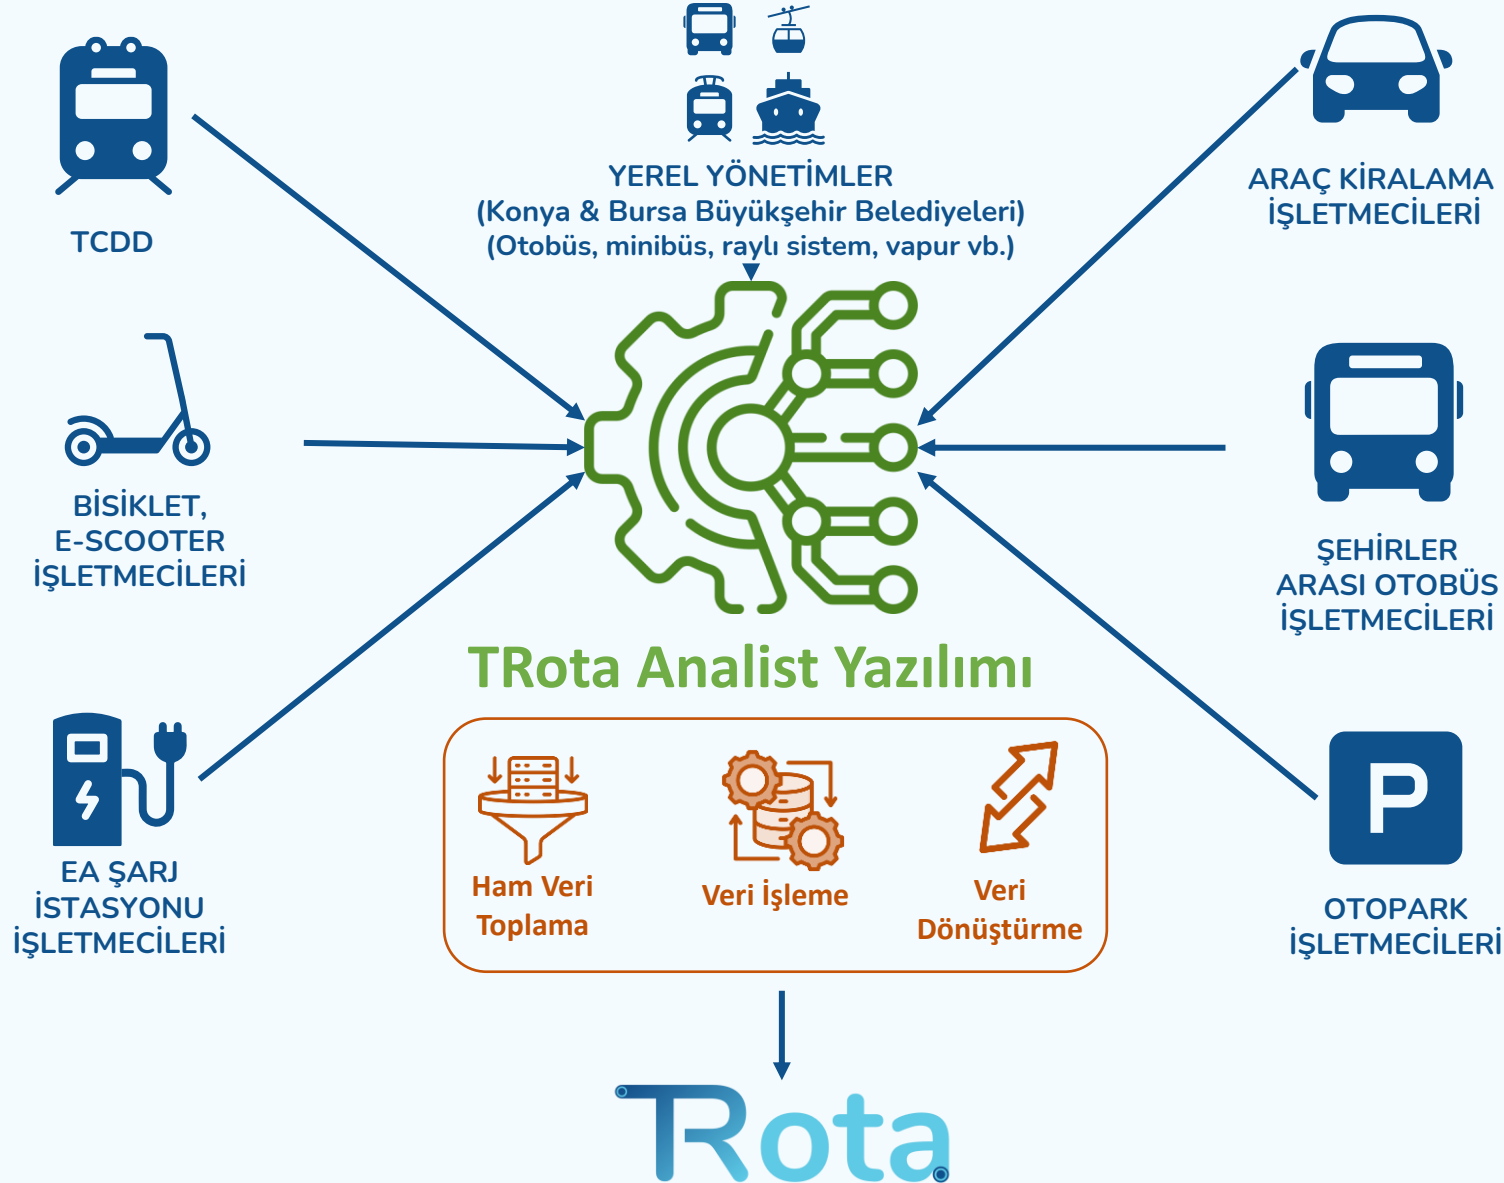 YEREL YÖNETİMLER
(Konya & Bursa Büyükşehir Belediyeleri)
(Otobüs, minibüs, raylı sistem, vapur vb.)
TCDD
ARAÇ KİRALAMA
İŞLETMECİLERİ
BİSİKLET,
E-SCOOTER
İŞLETMECİLERİ
ŞEHİRLER
ARASI OTOBÜS
İŞLETMECİLERİ
TRota Analist Yazılımı
EA ŞARJ
İSTASYONU
İŞLETMECİLERİ
Ham Veri
Toplama
Veri İşleme
Veri
Dönüştürme
P
OTOPARK
İŞLETMECİLERİ
TRota